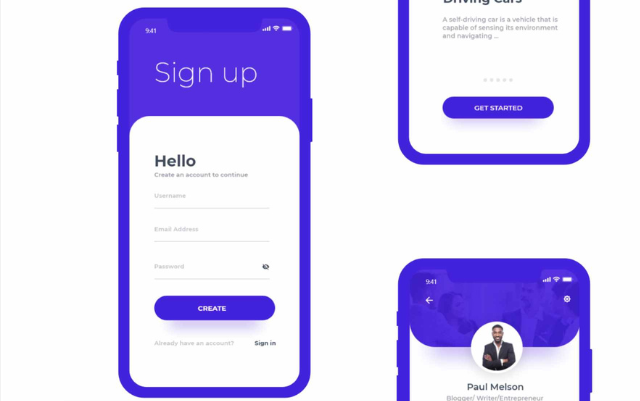 9:41
Sign up
Hello
Create an account to continue
Username
Email Address
Password
CREATE
Already have an account? Sign in
Driving Cars
A self-driving car is a vehicle that is
capable of sensing its environment
and navigating ...
GET STARTED
9:41
Paul Melson
Blogger/ Writer/Entrepreneur